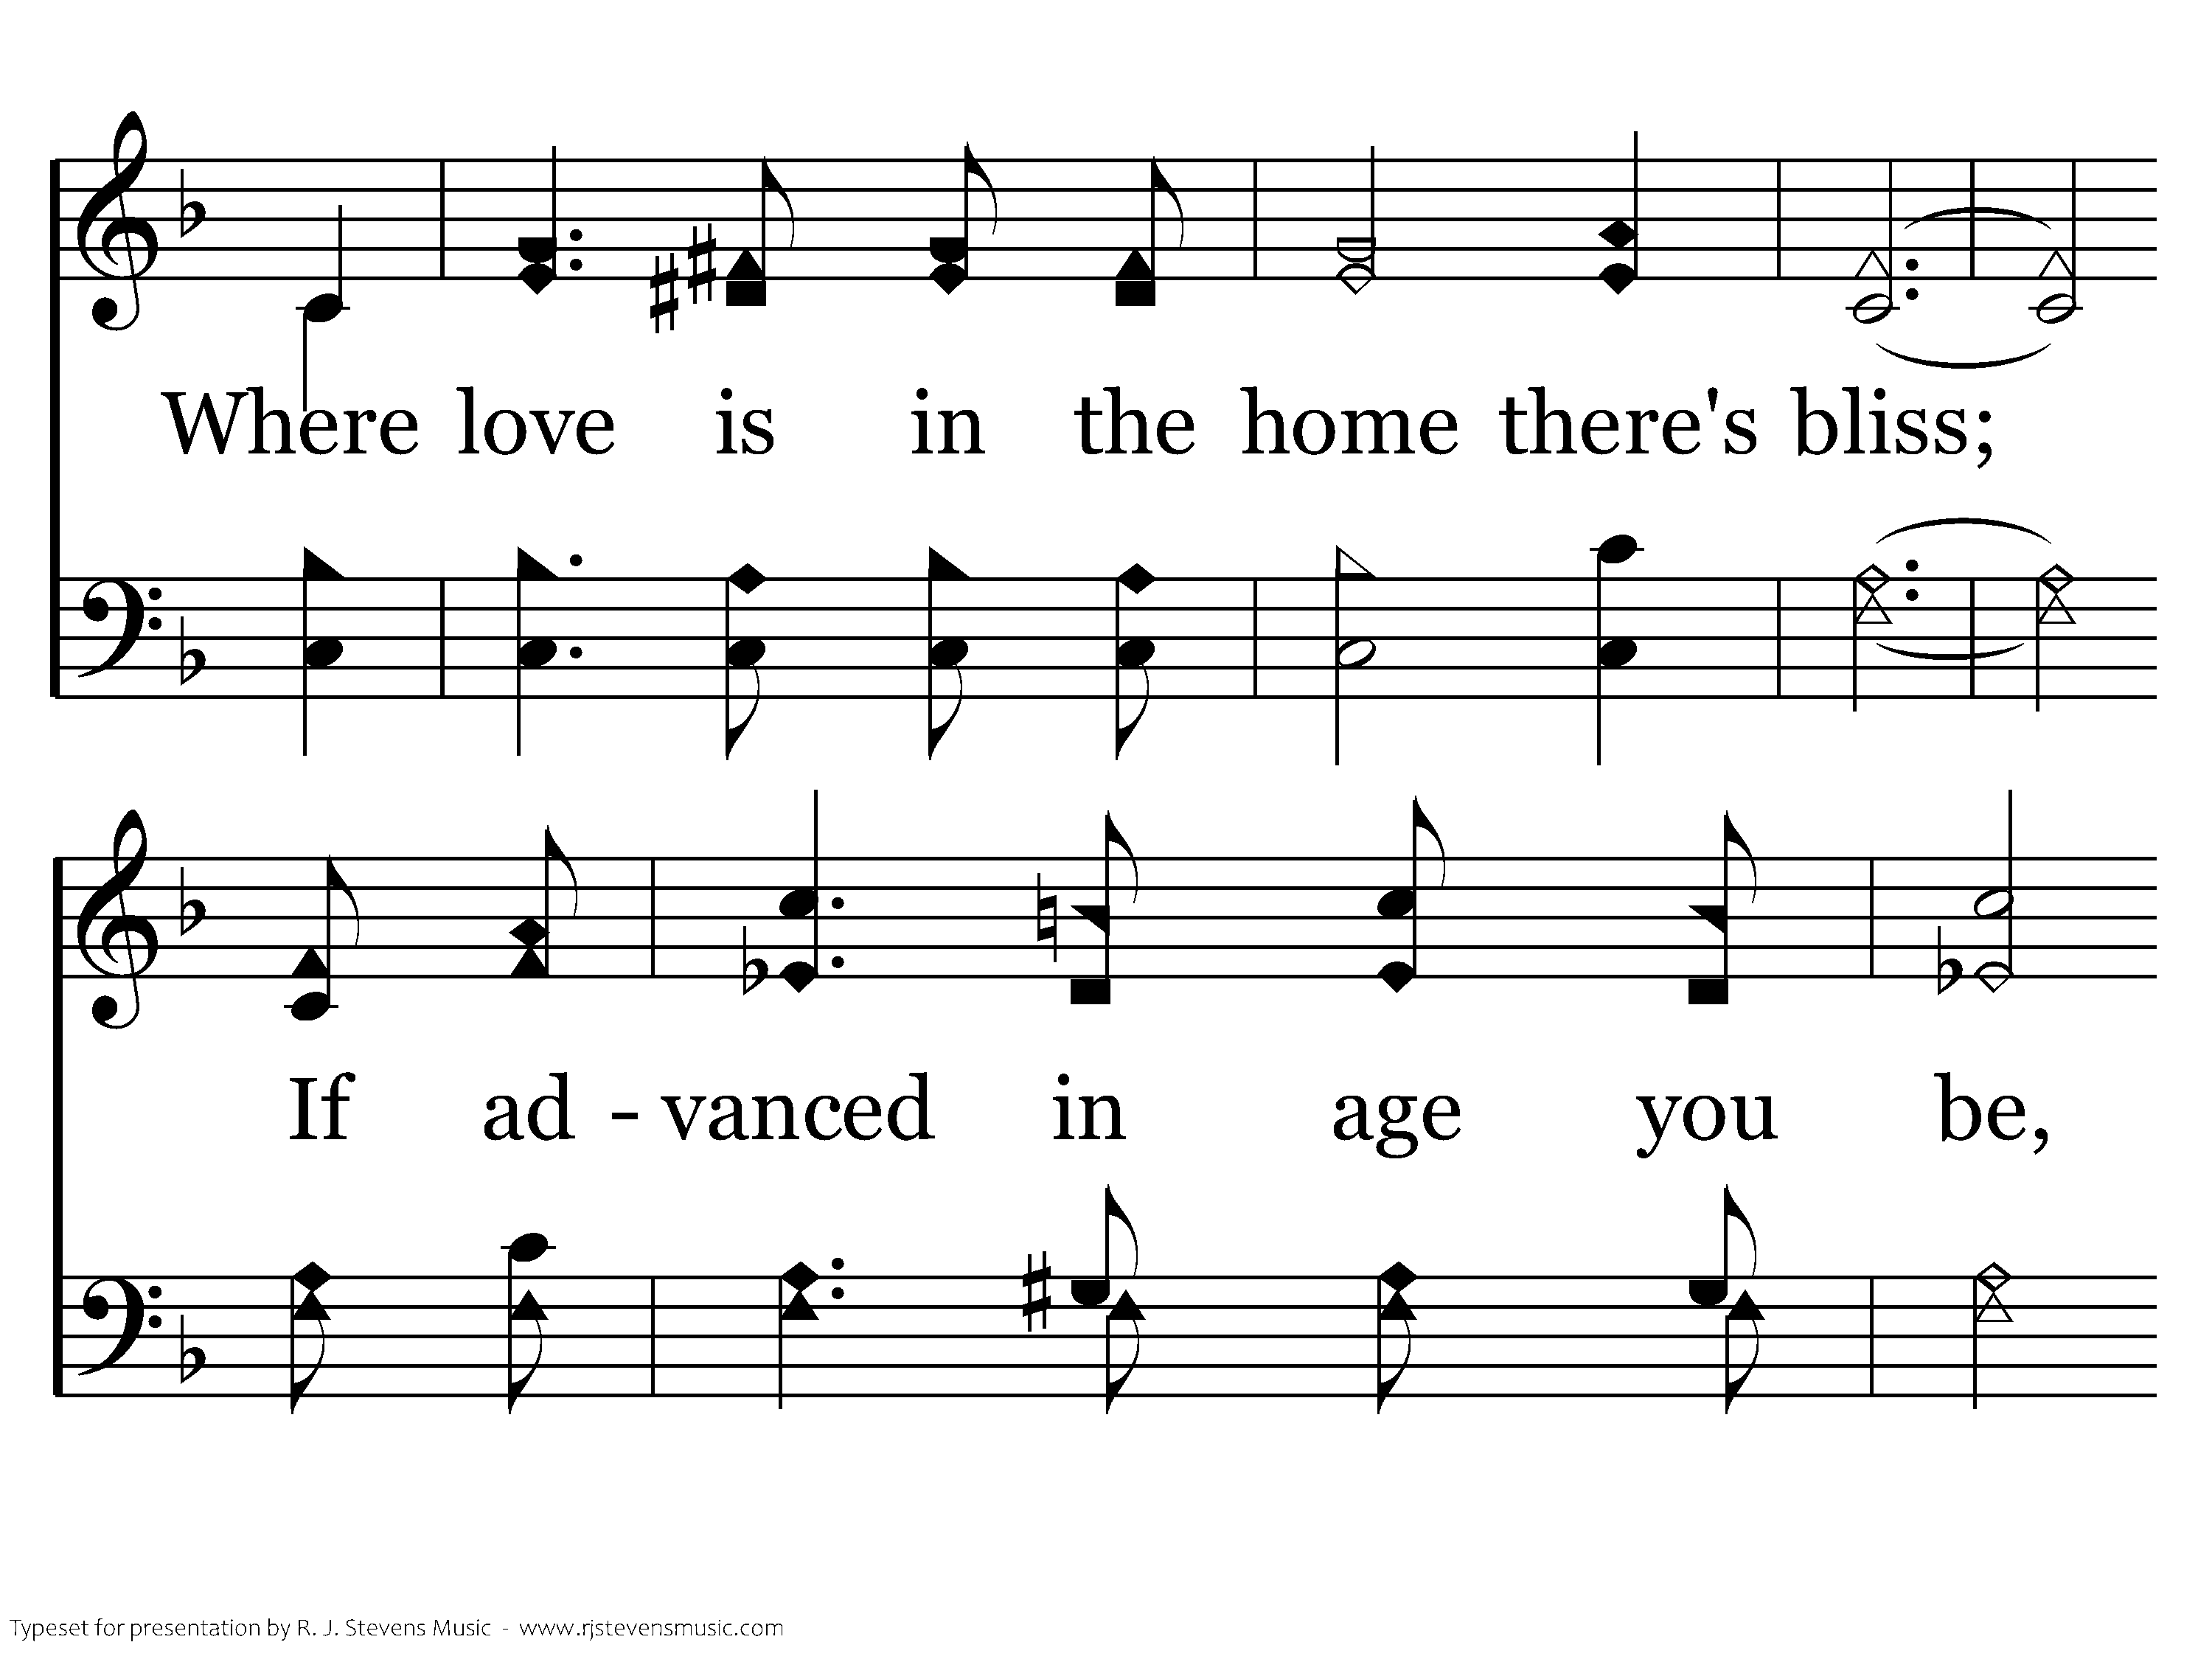 Where love is in the home there's bliss;
If ad - vanced in age you be,
Typeset for presentation by R. J. Stevens Music - www.rjstevensmusic.com